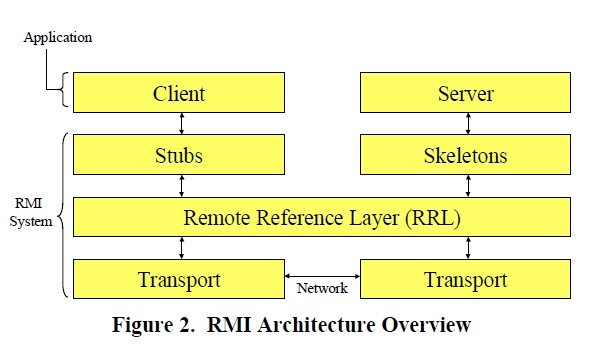 Application
Client
Server
Stubs
Skeletons
RMI
System
Remote Reference Layer (RRL)
Transport
Network
Transport
Figure 2.  RMI Architecture Overview